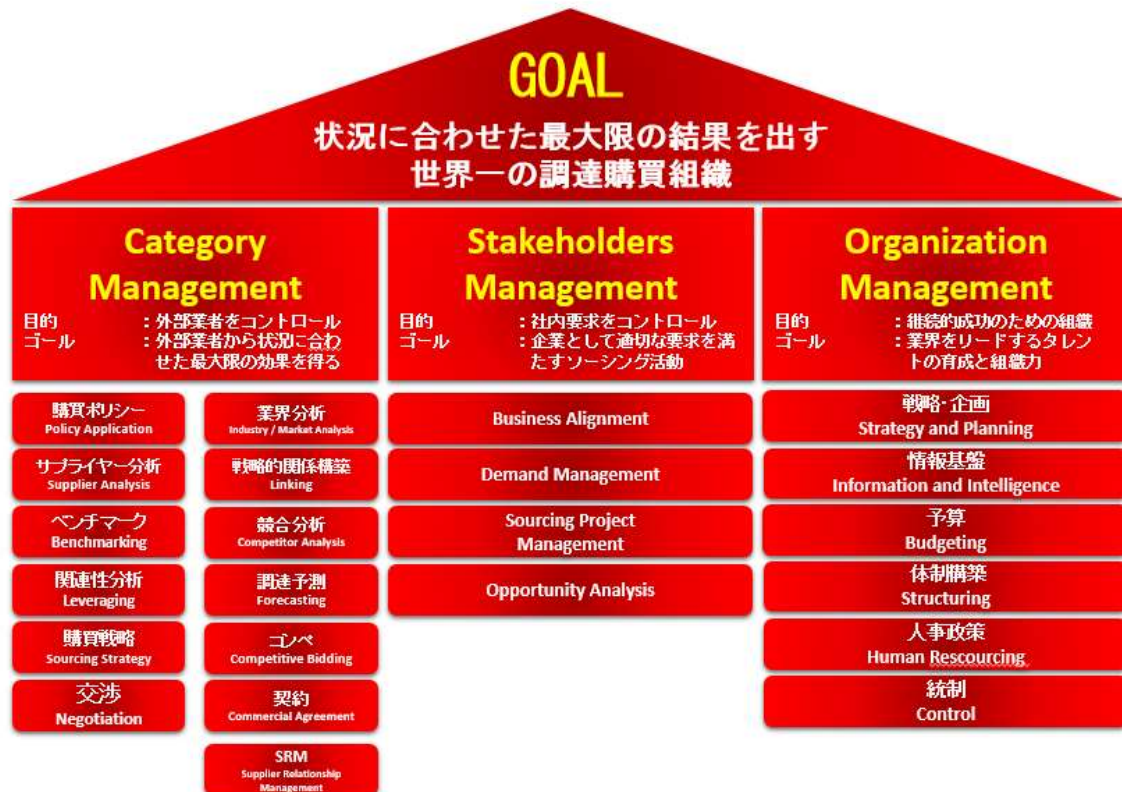 GOAL
状況に合わせた最大限の結果を出す
世界一の調達購買組織
Category
Management
目的 ：外部業者をコントロール
ゴール ：外部業者から状況に合わ
せた最大限の効果を得る
Stakeholders
Management
目的 ：社内要求をコントロール
ゴール ：企業として適切な要求を満
たすソーシング活動
Organization
Management
目的 ：継続的成功のための組織
ゴール ：業界をリードするタレン
トの育成と組織力
購買ポリシー
Policy Application
サプライヤー分析
Supplier Analysis
ベンチマーク
Benchmarking
関連性分析
Leveraging
購買戦略
Sourcing Strategy
交渉
Negotiation
業界分析
Industry / Market Analysis
戦略的関係構築
Linking
競合分析
Competitor Analysis
調達予測
Forecasting
コンペ
Competitive Bidding
契約
Commercial Agreement
SRM
Supplier Relationship
Management
Business Alignment
Demand Management
Sourcing Project
Management
Opportunity Analysis
戦略・企画
Strategy and Planning
情報基盤
Information and Intelligence
予算
Budgeting
体制構築
Structuring
人事政策
Human Rescourcing
統制
Control